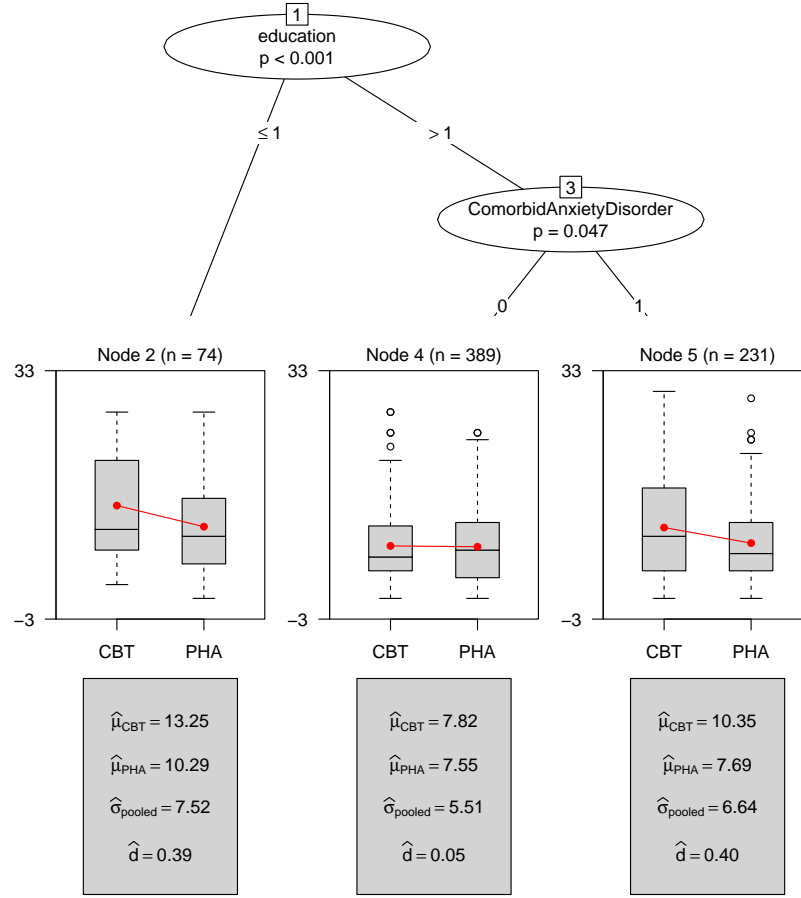 1
education
p < 0.001
≤ 1
> 1
3
ComorbidAnxietyDisorder
p = 0.047
0
1
Node 2 (n = 74)
33
−3
CBT PHA
Node 4 (n = 389)
33
−3
CBT PHA
Node 5 (n = 231)
33
−3
CBT PHA
μ̂CBT = 13.25
μ̂PHA = 10.29
σ̂pooled = 7.52
d̂ = 0.39
μ̂CBT = 7.82
μ̂PHA = 7.55
σ̂pooled = 5.51
d̂ = 0.05
μ̂CBT = 10.35
μ̂PHA = 7.69
σ̂pooled = 6.64
d̂ = 0.40